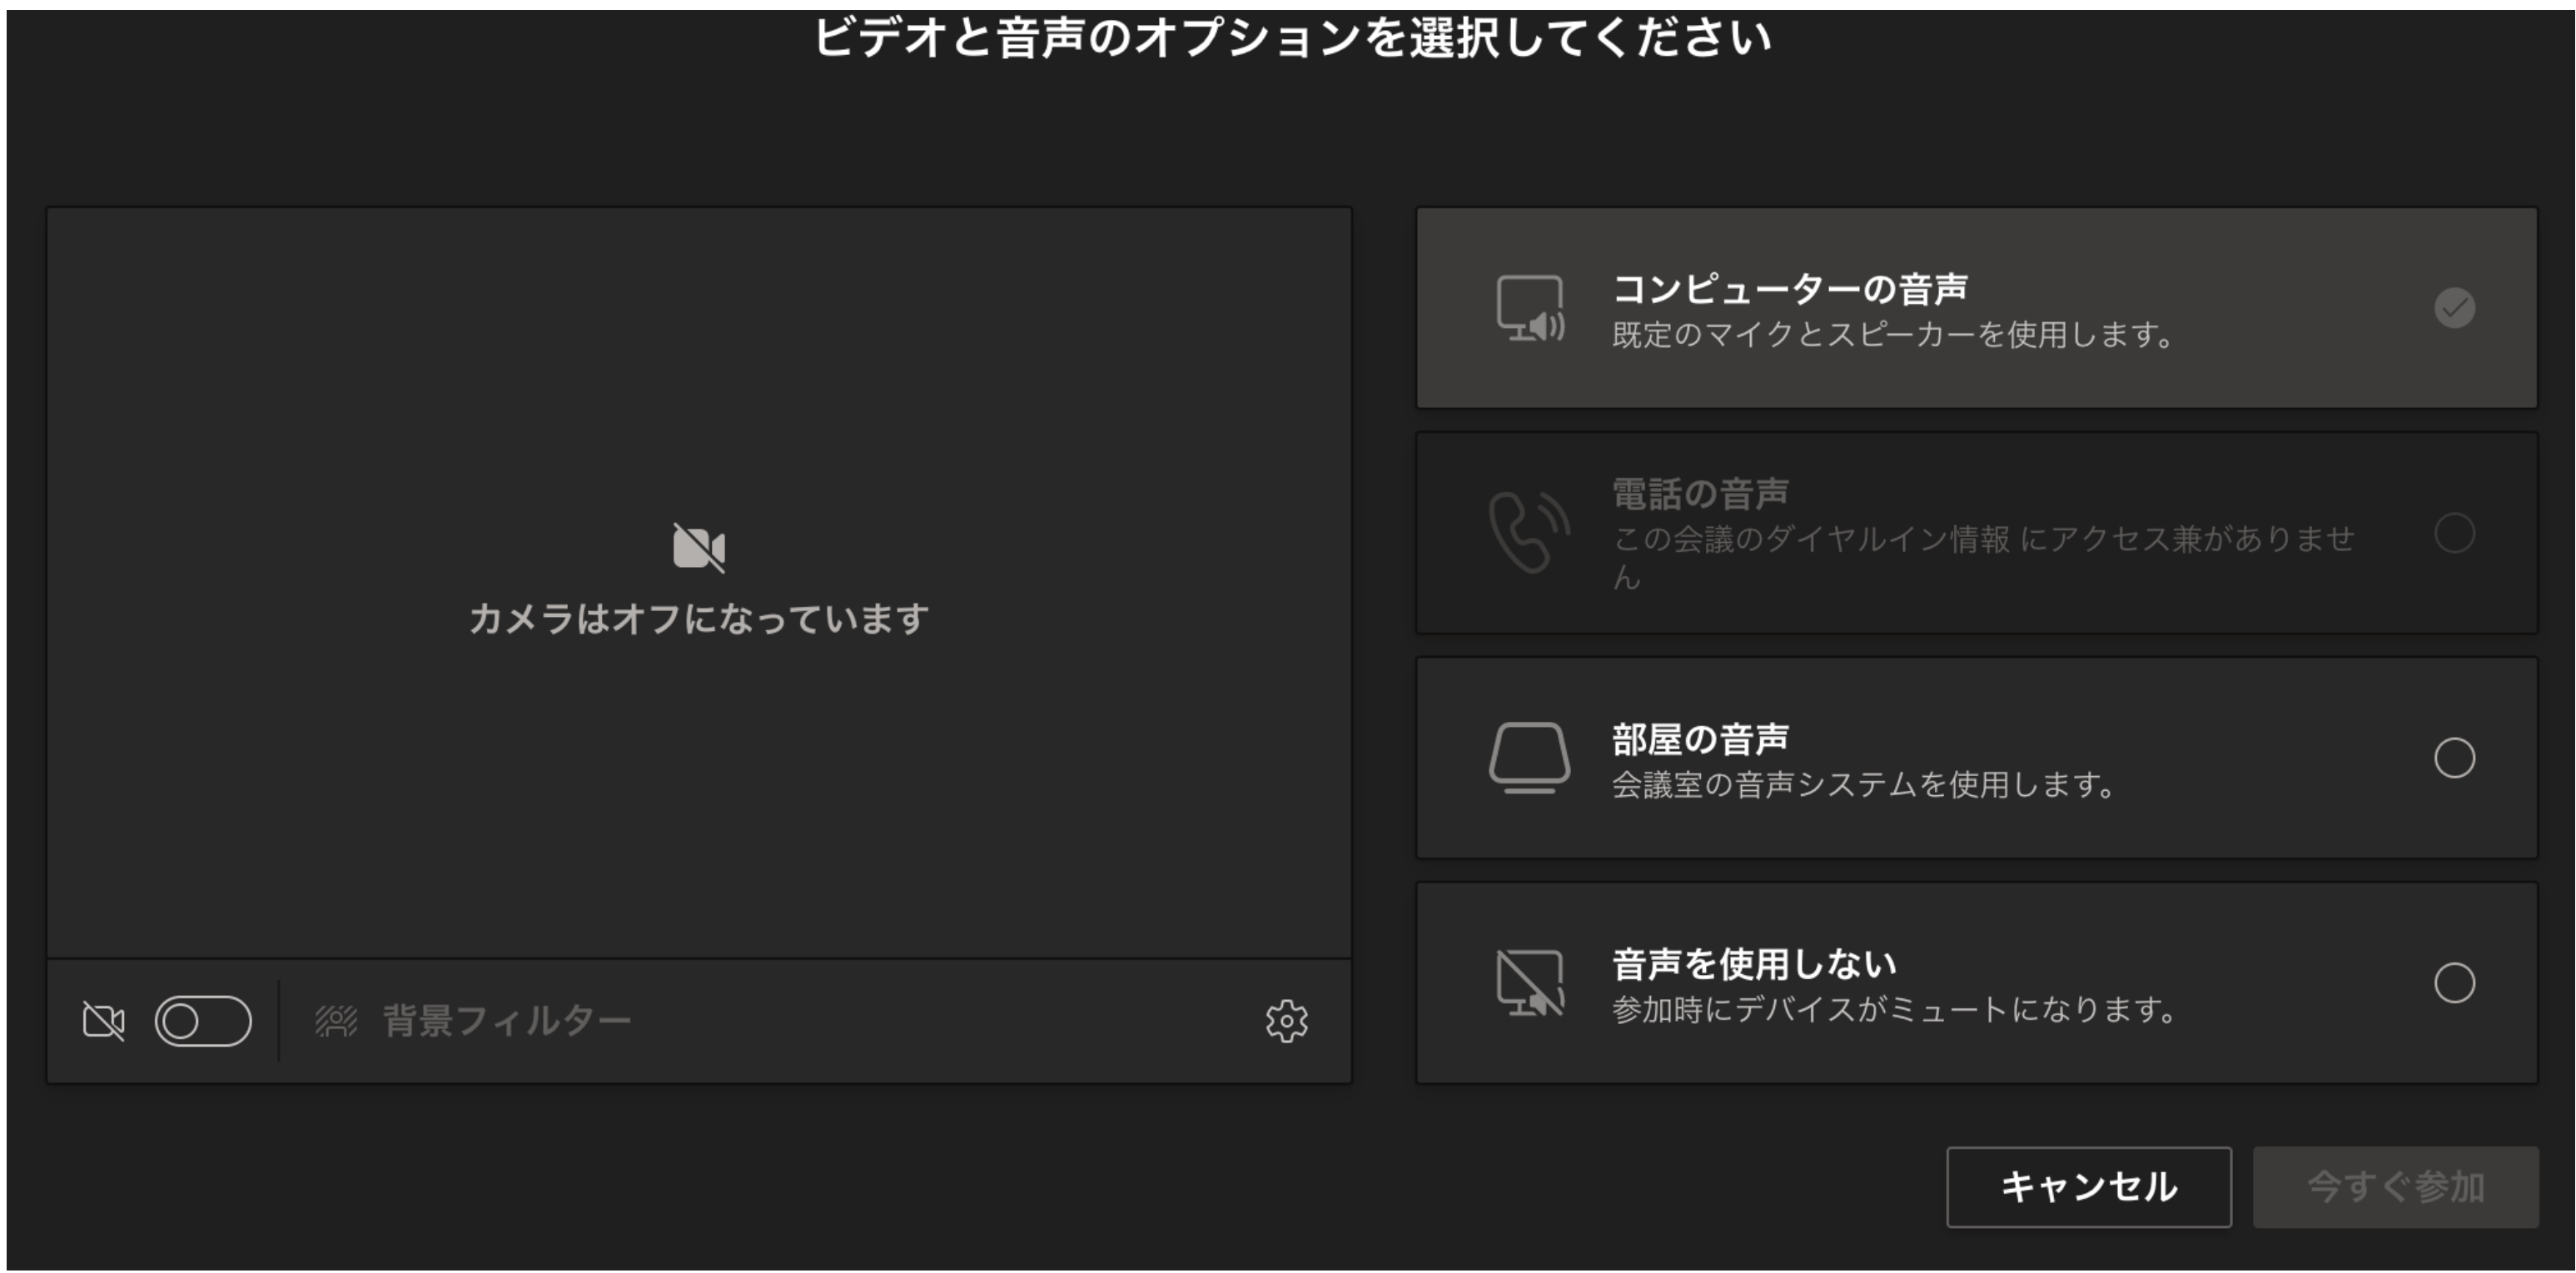 ビデオと音声のオプションを選択してください
カメラはオフになっています
背景フィルター
コンピューターの音声
既定のマイクとスピーカーを使用します。
電話の音声
この会議のダイヤルイン情報 にアクセス兼がありませ
ん
部屋の音声
会議室の音声システムを使用します。
音声を使用しない
参加時にデバイスがミュートになります。
キャンセル
今すぐ参加